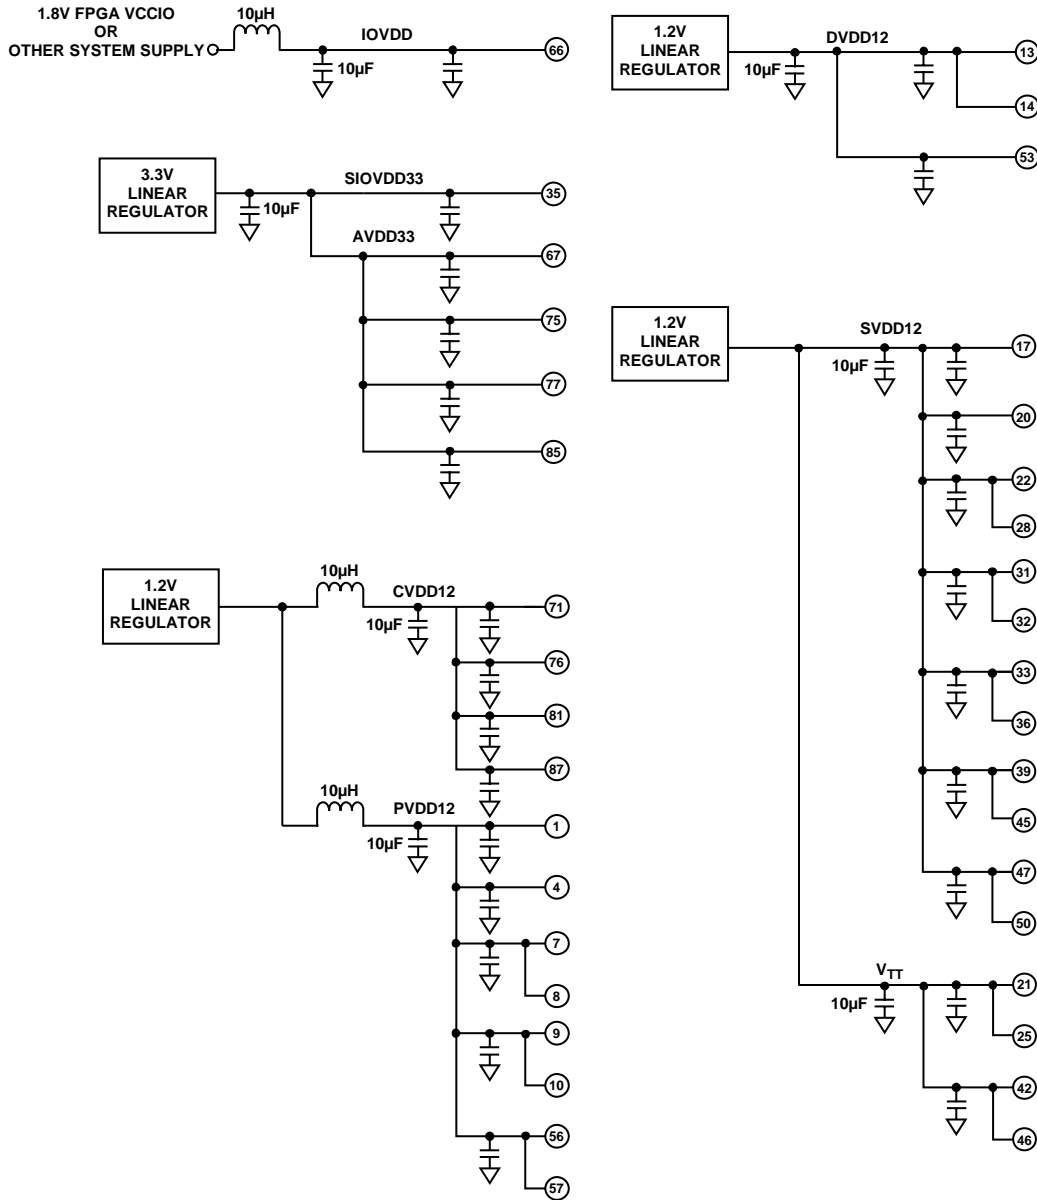 1.8V FPGA VCCIO
OR
OTHER SYSTEM SUPPLY
10µH
IOVDD
10µF
66
3.3V
LINEAR
REGULATOR
10µF
SIOVDD33
35
AVDD33
67
75
77
85
1.2V
LINEAR
REGULATOR
10µH
CVDD12
10µF
71
76
81
87
10µH
PVDD12
10µF
1
4
7
8
9
10
56
57
1.2V
LINEAR
REGULATOR
10µF
DVDD12
13
14
53
1.2V
LINEAR
REGULATOR
SVDD12
10µF
17
20
22
28
31
32
33
36
39
45
47
50
VTT
10µF
21
25
42
46